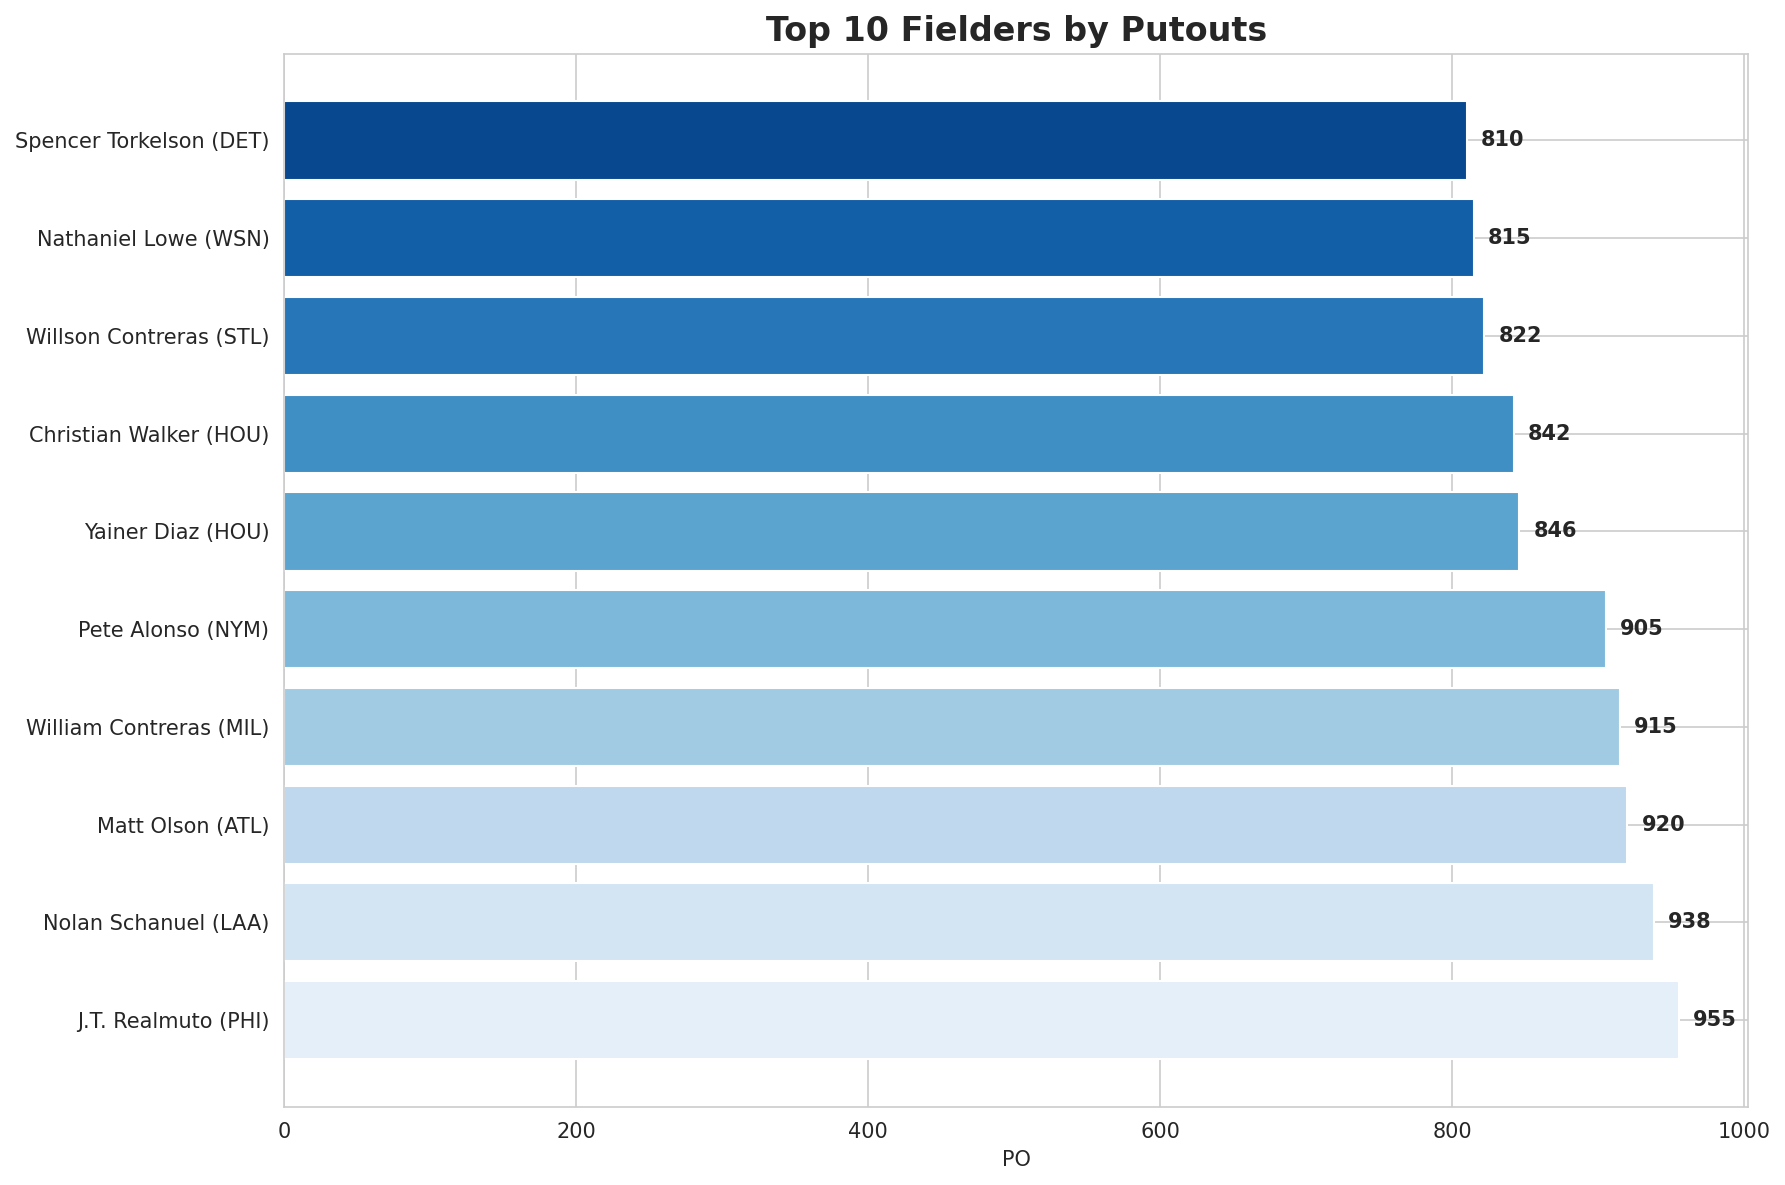 Top 10 Fielders by Putouts
Spencer Torkelson (DET) 810
Nathaniel Lowe (WSN) 815
Willson Contreras (STL) 822
Christian Walker (HOU) 842
Yainer Diaz (HOU) 846
Pete Alonso (NYM) 905
William Contreras (MIL) 915
Matt Olson (ATL) 920
Nolan Schanuel (LAA) 938
J.T. Realmuto (PHI) 955
0 200 400 600 800 1000
PO